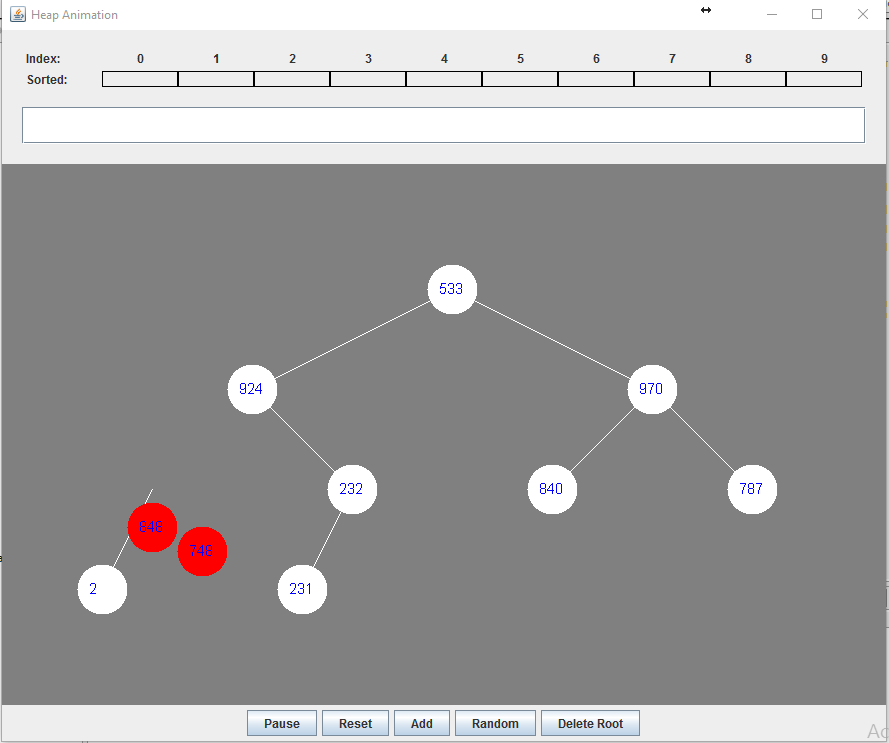 Heap Animation
Index: 0 1 2 3 4 5 6 7 8 9
Sorted:
533
924 970
232 840 787
848
748
2 231
Pause Reset Add Random Delete Root